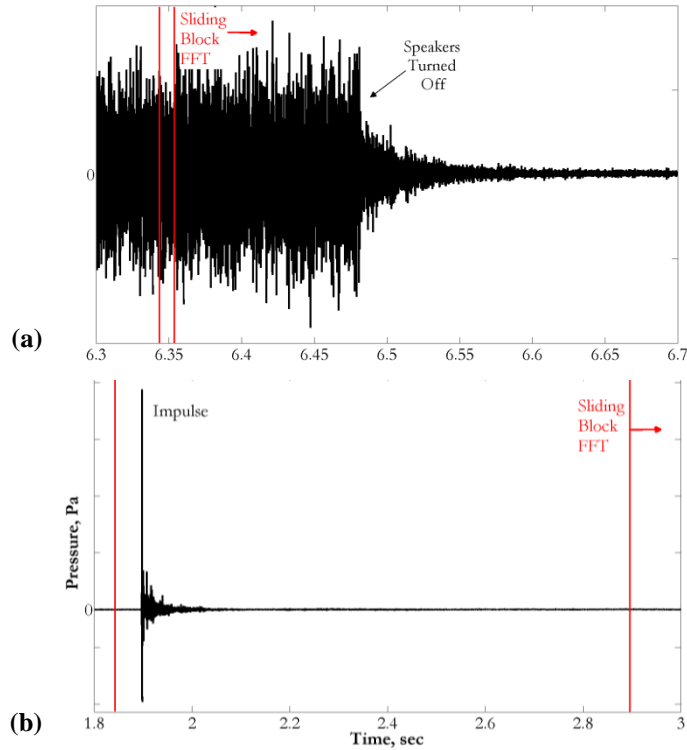 Sliding
Block
FFT
Speakers
Turned
Off
0
(a)
6.3 6.35 6.4 6.45 6.5 6.55 6.6 6.65 6.7
Impulse
Sliding
Block
FFT
Pressure, Pa
0
(b)
1.8 2 2.2 2.4 2.6 2.8 3
Time, sec